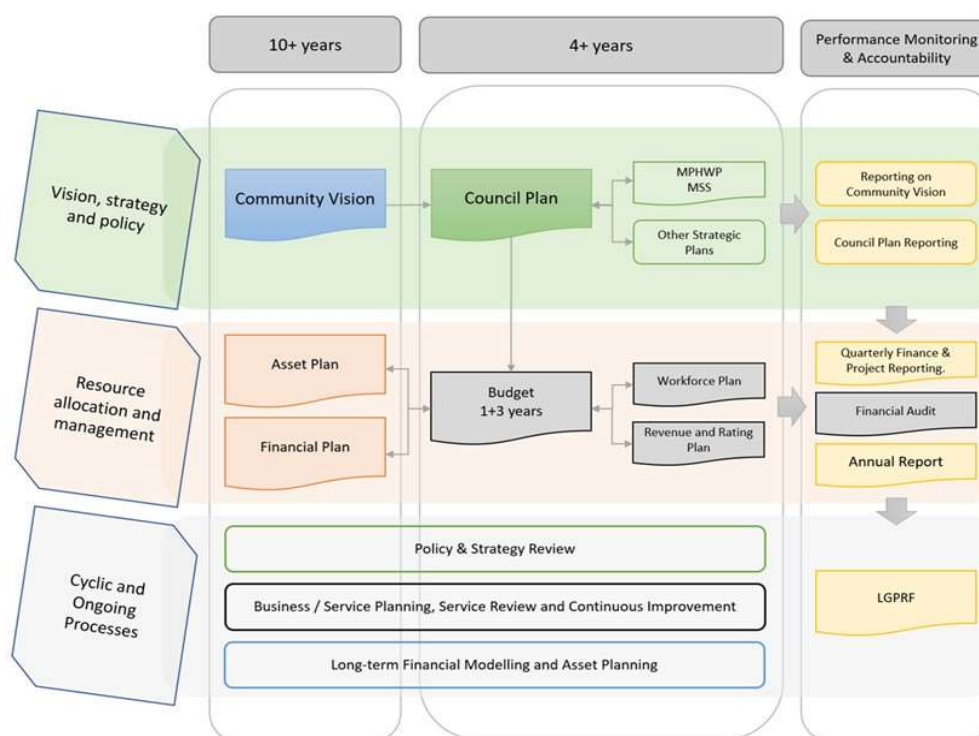 10+ years
4+ years
Performance Monitoring
& Accountability
Vision, strategy
and policy
Community Vision
Council Plan
MPHWP
MSS
Other Strategic
Plans
Reporting on
Community Vision
Council Plan Reporting
Resource
allocation and
management
Asset Plan
Financial Plan
Budget
1+3 years
Workforce Plan
Revenue and Rating
Plan
Quarterly Finance &
Project Reporting.
Financial Audit
Annual Report
Cyclic and
Ongoing
Processes
Policy & Strategy Review
Business / Service Planning, Service Review and Continuous Improvement
Long-term Financial Modelling and Asset Planning
LGPRF